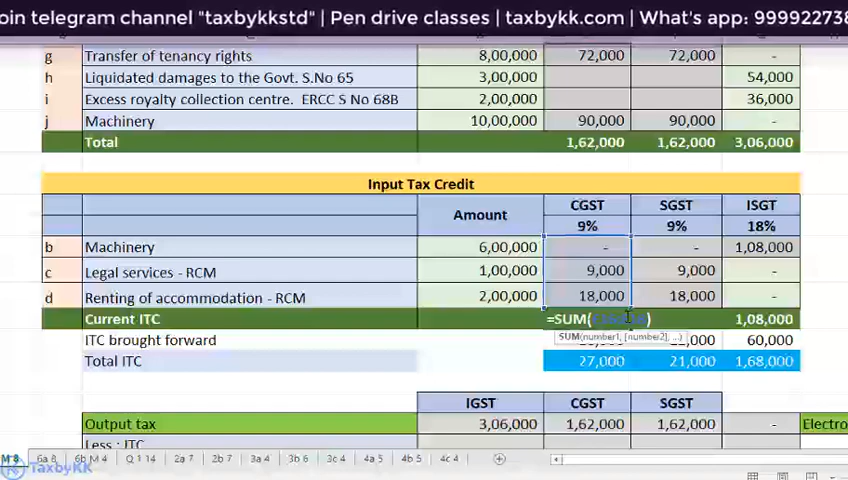 oin telegram channel "taxbykkstd" | Pen drive classes | taxbykk.com | What's app: 999922738
g Transfer of tenancy rights 8,00,000 72,000 72,000 -
h Liquidated damages to the Govt. S.No 65 3,00,000 54,000
i Excess royalty collection centre. ERCC S No 68B 2,00,000 36,000
j Machinery 10,00,000 90,000 90,000 -
Total 1,62,000 1,62,000 3,06,000
Input Tax Credit
Amount CGST SGST ISGT
9% 9% 18%
b Machinery 6,00,000 - - 1,08,000
c Legal services - RCM 1,00,000 9,000 9,000 -
d Renting of accommodation - RCM 2,00,000 18,000 18,000 -
Current ITC =SUM( ) 1,08,000
SUM(number1, [number2], ...)
ITC brought forward 60,000
Total ITC 27,000 21,000 1,68,000
IGST CGST SGST
Output tax 3,06,000 1,62,000 1,62,000 - Electro
Less : ITC
M 8 6a 8 6b M 4 Q 1 14 2a 7 2b 7 3a 4 3b 6 3c 4 4a 5 4b 5 4c 4
TaxbyKK